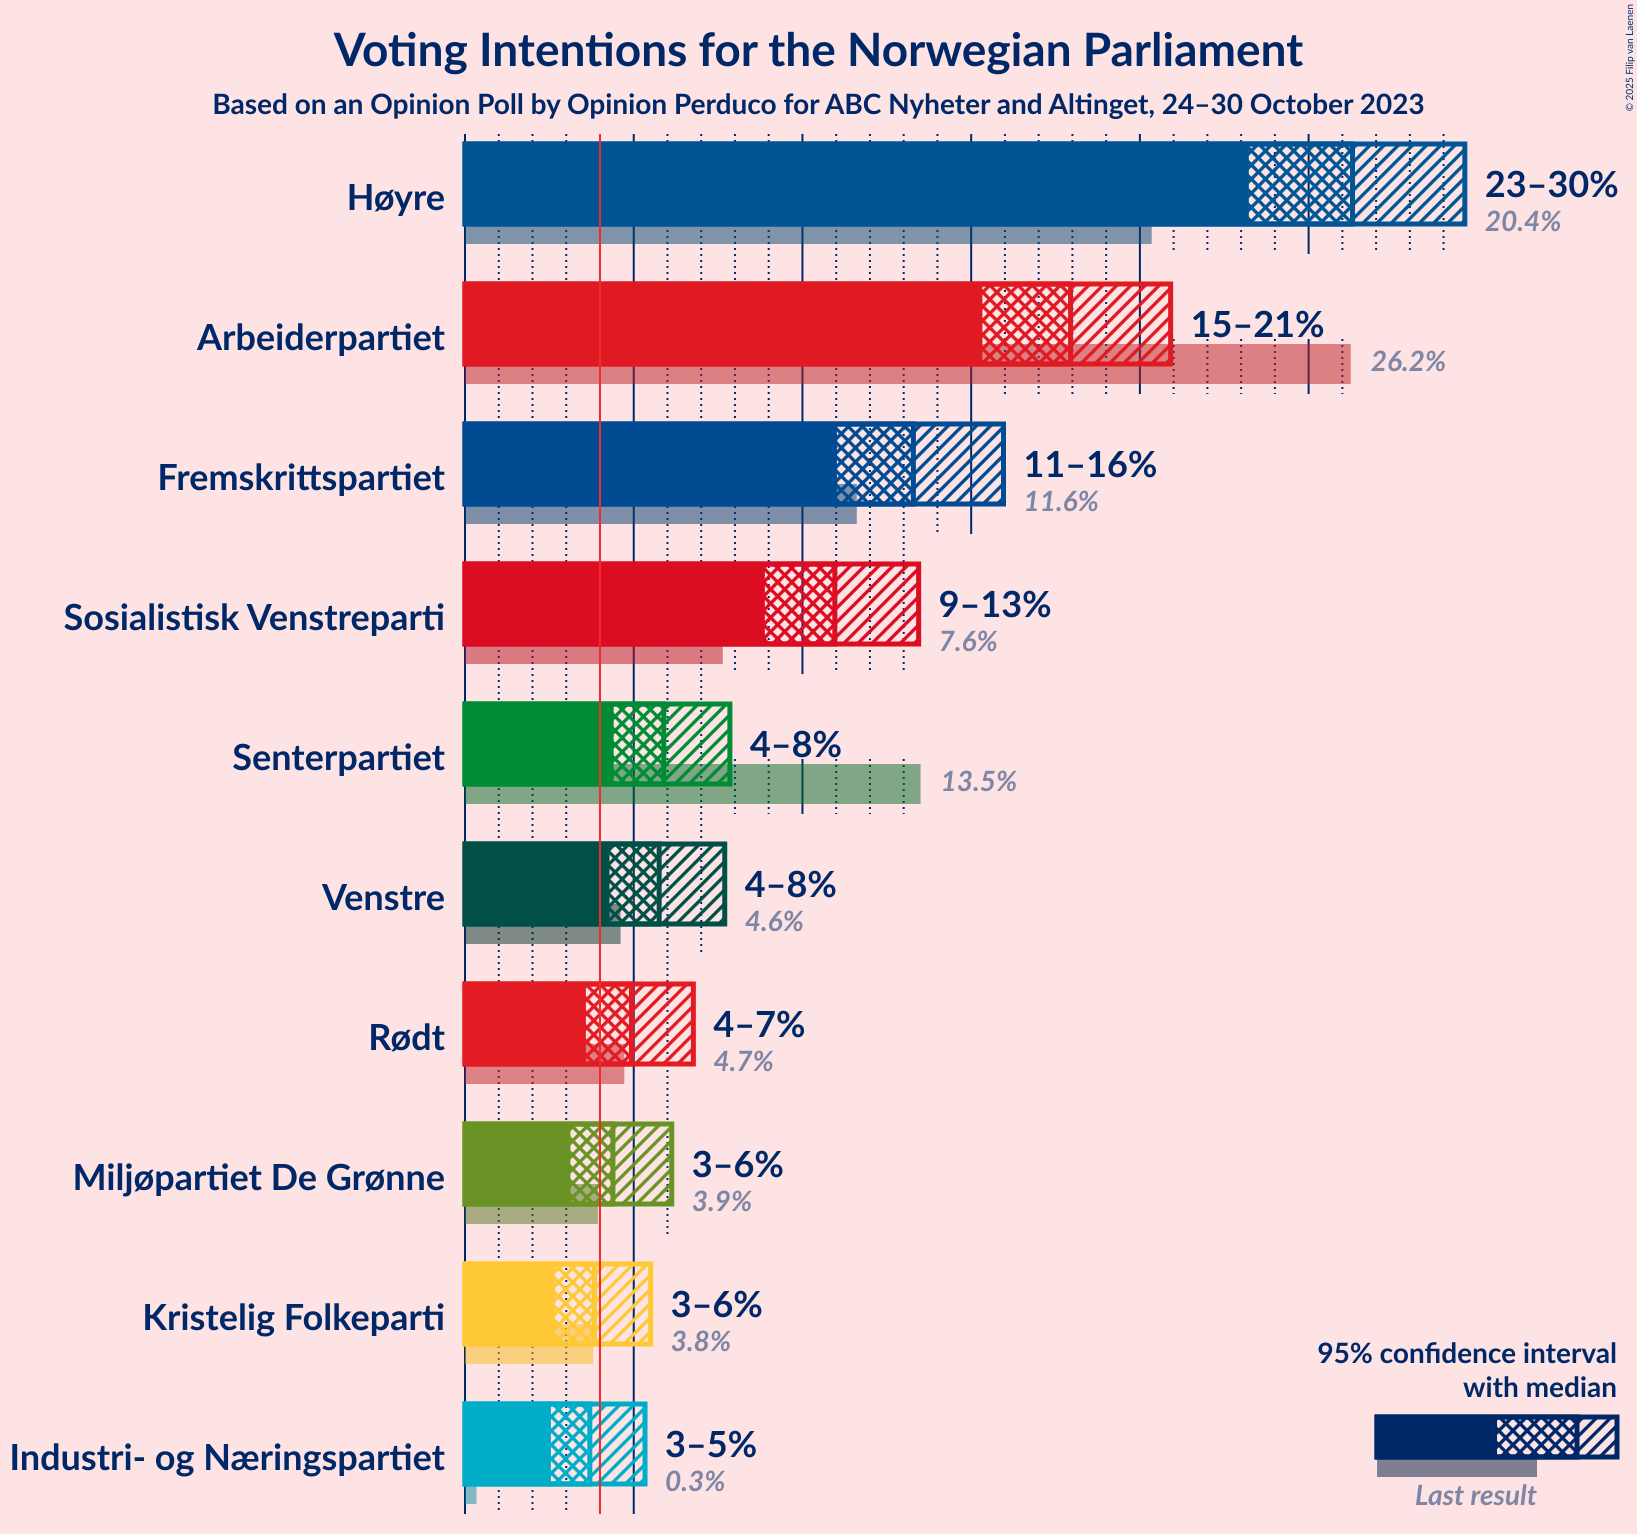 Voting Intentions for the Norwegian Parliament
Based on an Opinion Poll by Opinion Perduco for ABC Nyheter and Altinget, 24–30 October 2023
© 2025 Filip van Laenen
Høyre
23–30%
20.4%
Arbeiderpartiet
15–21%
26.2%
Fremskrittspartiet
11–16%
11.6%
Sosialistisk Venstreparti
9–13%
7.6%
Senterpartiet
4–8%
13.5%
Venstre
4–8%
4.6%
Rødt
4–7%
4.7%
Miljøpartiet De Grønne
3–6%
3.9%
Kristelig Folkeparti
3–6%
3.8%
Industri- og Næringspartiet
3–5%
0.3%
95% confidence interval
with median
Last result